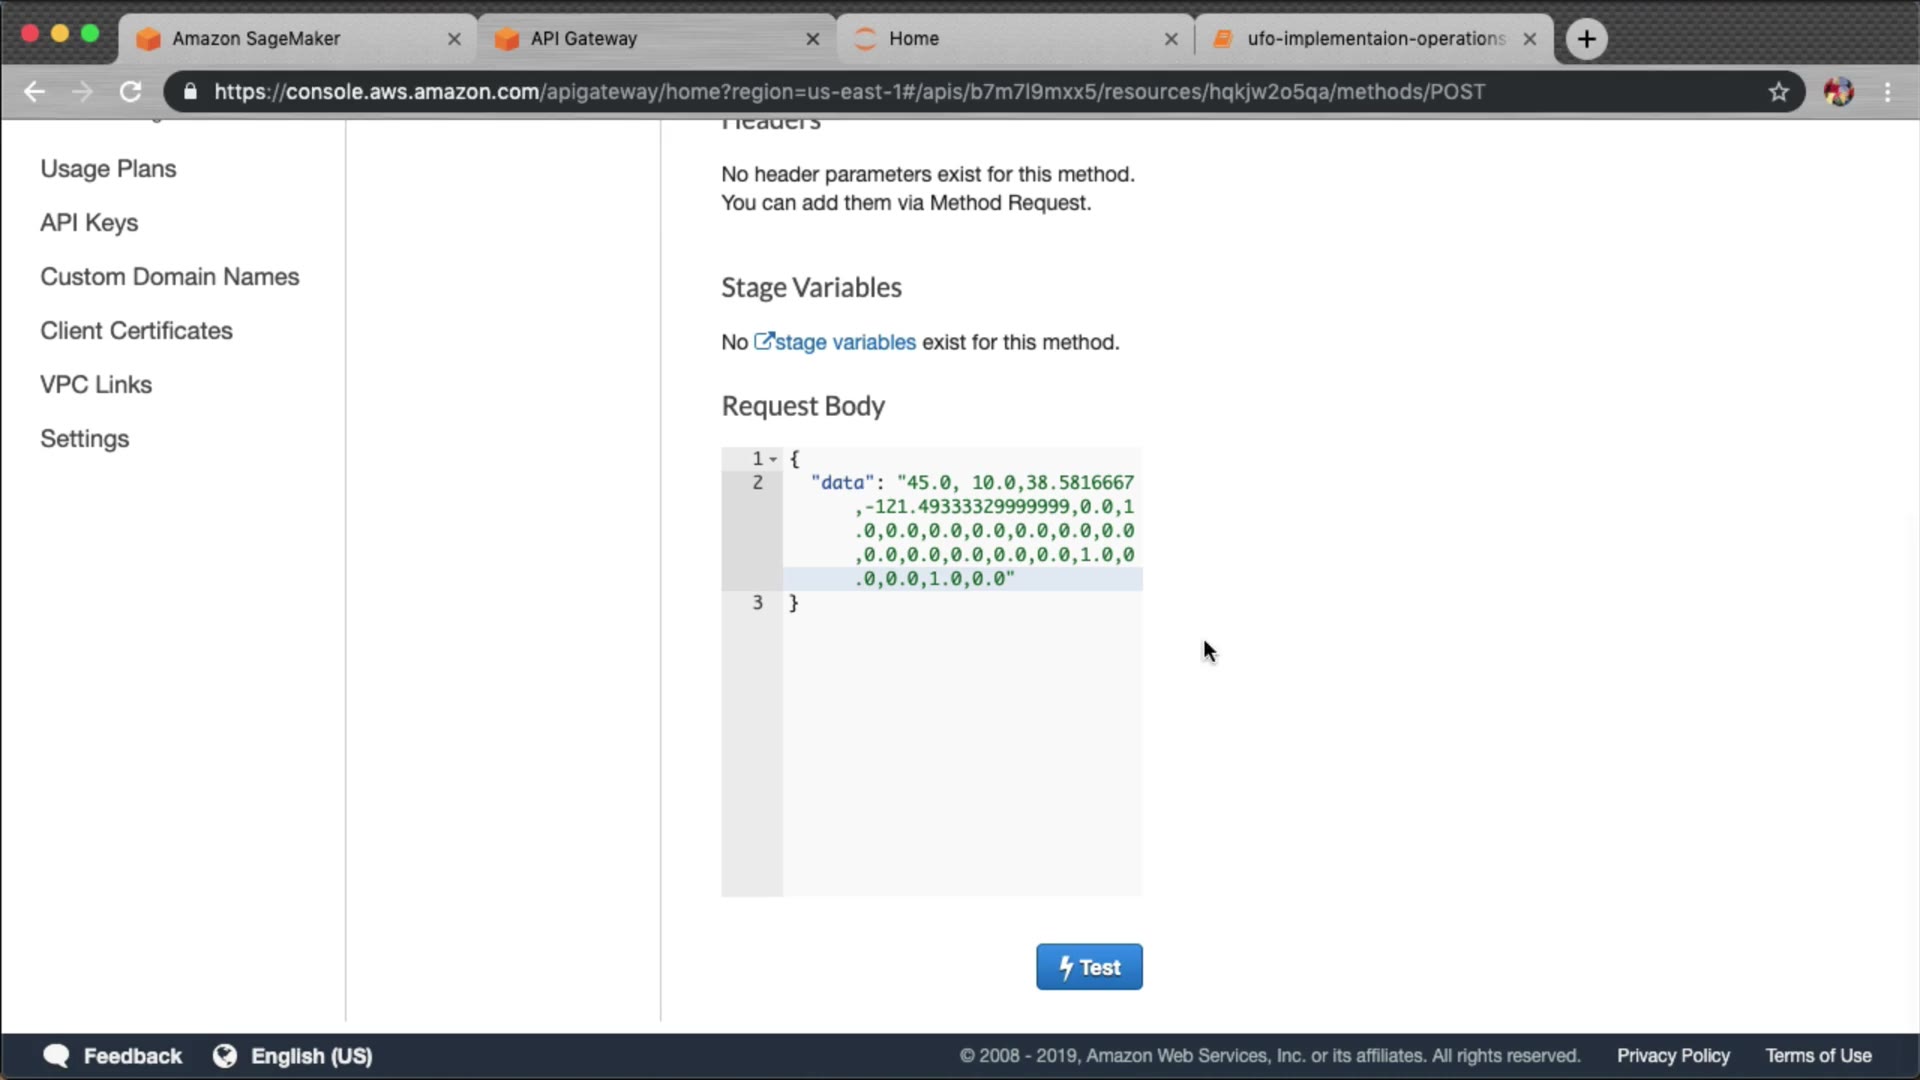 Amazon SageMaker
API Gateway
Home
ufo-implementaion-operations
https://console.aws.amazon.com/apigateway/home?region=us-east-1#/apis/b7m7l9mxx5/resources/hqkjw2o5qa/methods/POST
Headers
Usage Plans
API Keys
Custom Domain Names
Client Certificates
VPC Links
Settings
No header parameters exist for this method.
You can add them via Method Request.
Stage Variables
No stage variables exist for this method.
Request Body
1 {
2 "data": "45.0, 10.0,38.5816667
,-121.49333329999999,0.0,1
.0,0.0,0.0,0.0,0.0,0.0,0.0
,0.0,0.0,0.0,0.0,0.0,1.0,0
.0,0.0,1.0,0.0"
3 }
Test
Feedback
English (US)
© 2008 - 2019, Amazon Web Services, Inc. or its affiliates. All rights reserved.
Privacy Policy
Terms of Use